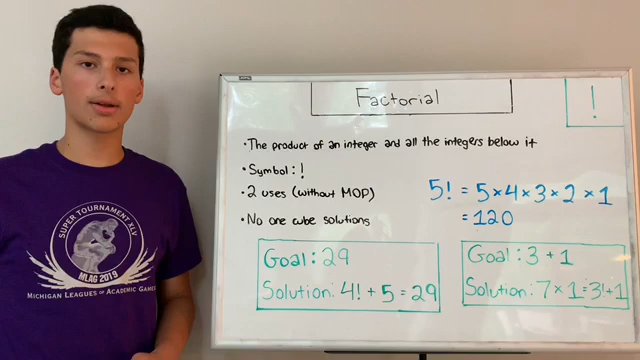 Factorial
!
• The product of an integer and all the integers below it
• Symbol: !
• 2 uses (without MOP)
• No one cube solutions
5! = 5 × 4 × 3 × 2 × 1
= 120
Goal: 29
Solution: 4! + 5 = 29
Goal: 3 + 1
Solution: 7 × 1 = 3! + 1
SUPER TOURNAMENT XLV
MLAG 2019
MICHIGAN LEAGUES OF ACADEMIC GAMES